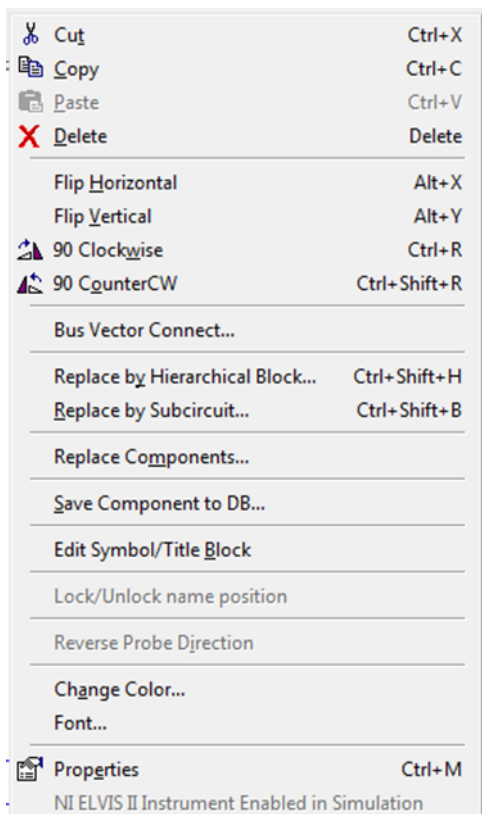 Cut Ctrl+X
Copy Ctrl+C
Paste Ctrl+V
Delete Delete
Flip Horizontal Alt+X
Flip Vertical Alt+Y
90 Clockwise Ctrl+R
90 CounterCW Ctrl+Shift+R
Bus Vector Connect...
Replace by Hierarchical Block... Ctrl+Shift+H
Replace by Subcircuit... Ctrl+Shift+B
Replace Components...
Save Component to DB...
Edit Symbol/Title Block
Lock/Unlock name position
Reverse Probe Direction
Change Color...
Font...
Properties Ctrl+M
NI ELVIS II Instrument Enabled in Simulation